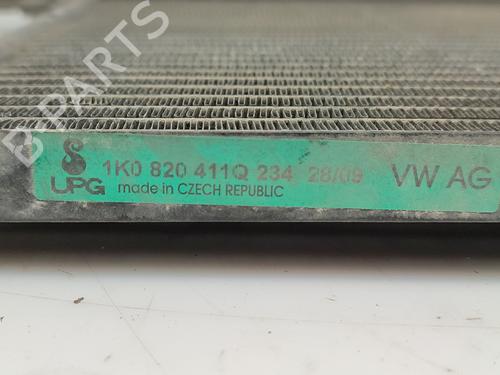 B PARTS
1K0 820 411Q 234 28/09 VW AG
UPG made in CZECH REPUBLIC